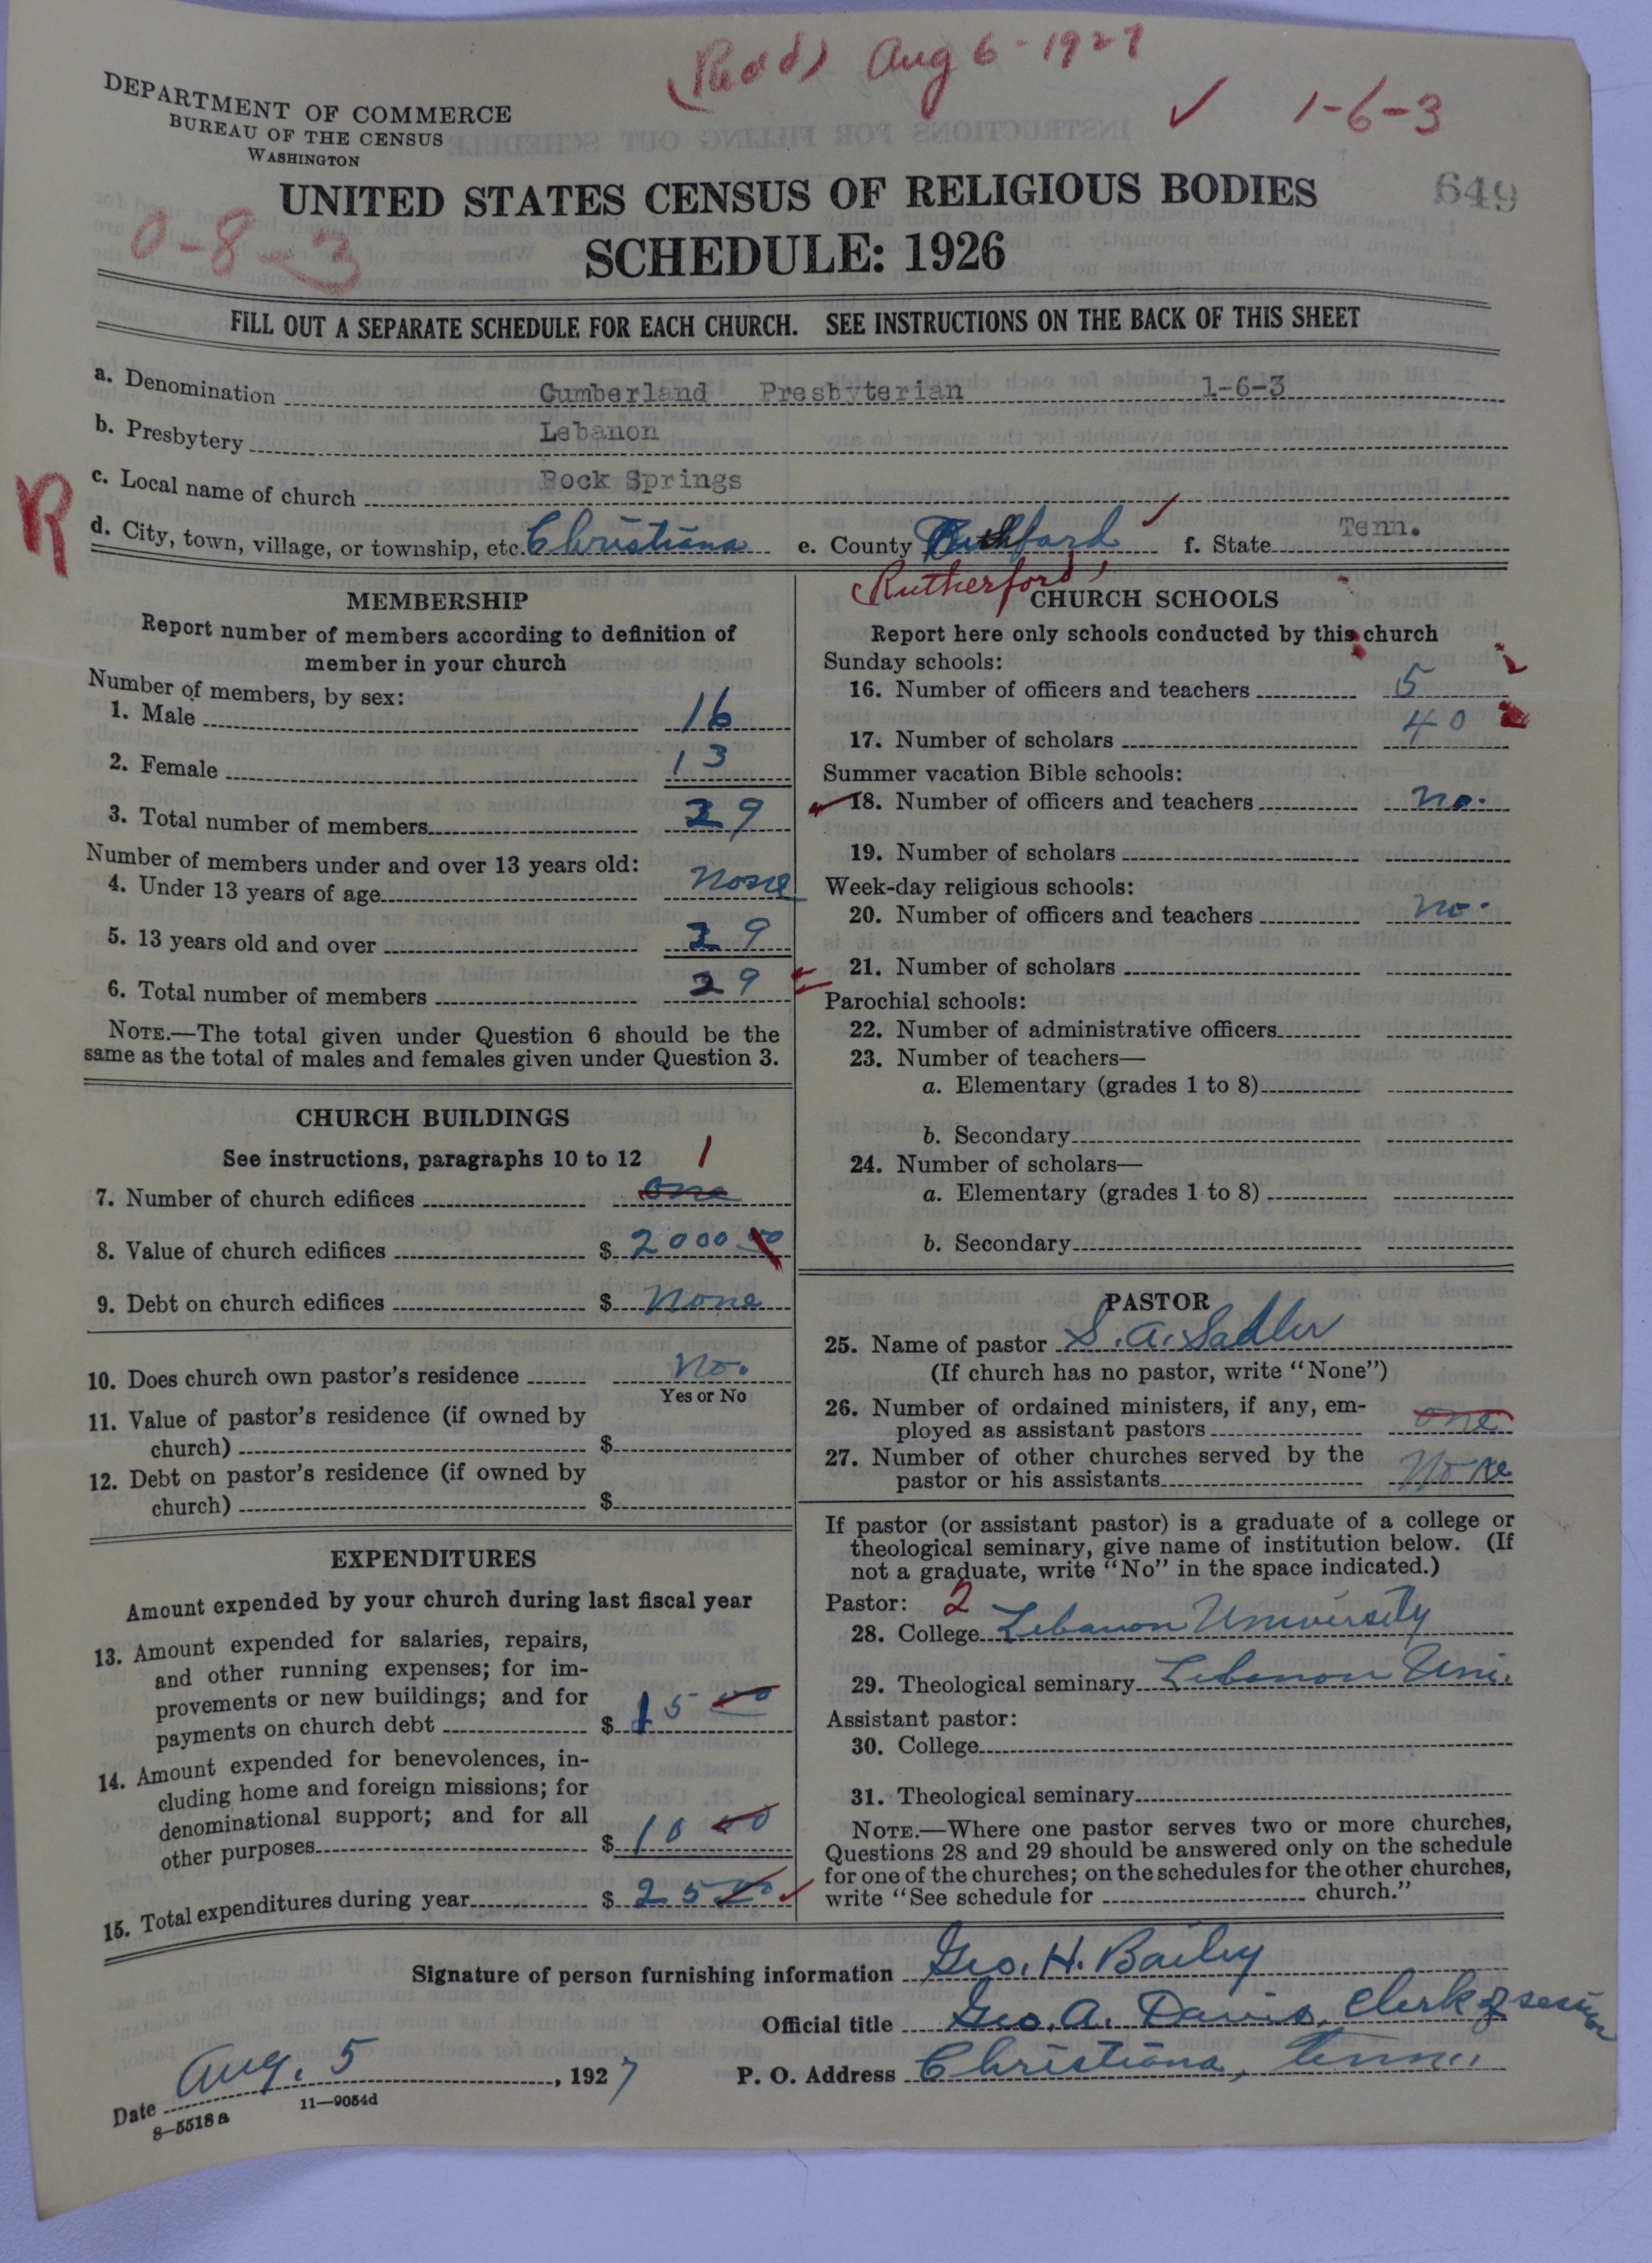 (Recd) Aug 6-1927
✓ 1-6-3
DEPARTMENT OF COMMERCE
BUREAU OF THE CENSUS
WASHINGTON
649
UNITED STATES CENSUS OF RELIGIOUS BODIES
0-8-3
SCHEDULE: 1926
FILL OUT A SEPARATE SCHEDULE FOR EACH CHURCH. SEE INSTRUCTIONS ON THE BACK OF THIS SHEET
a. Denomination Cumberland Presbyterian 1-6-3
b. Presbytery Lebanon
c. Local name of church Rock Springs
R
d. City, town, village, or township, etc. Christiana e. County Ruthford f. State Tenn.
Rutherford
MEMBERSHIP
Report number of members according to definition of
member in your church
Number of members, by sex:
1. Male 16
2. Female 13
3. Total number of members 29
Number of members under and over 13 years old:
4. Under 13 years of age None
5. 13 years old and over 29
6. Total number of members 29
NOTE.—The total given under Question 6 should be the
same as the total of males and females given under Question 3.
CHURCH BUILDINGS
See instructions, paragraphs 10 to 12
1
7. Number of church edifices one
8. Value of church edifices $ 2000 00
9. Debt on church edifices $ None
10. Does church own pastor's residence No.
Yes or No
11. Value of pastor's residence (if owned by
church) $
12. Debt on pastor's residence (if owned by
church) $
EXPENDITURES
Amount expended by your church during last fiscal year
13. Amount expended for salaries, repairs,
and other running expenses; for im-
provements or new buildings; and for
payments on church debt $ 15 00
14. Amount expended for benevolences, in-
cluding home and foreign missions; for
denominational support; and for all
other purposes $ 10 00
15. Total expenditures during year $ 25 00
CHURCH SCHOOLS
Report here only schools conducted by this church
Sunday schools:
16. Number of officers and teachers 5
17. Number of scholars 40
Summer vacation Bible schools:
18. Number of officers and teachers No.
19. Number of scholars
Week-day religious schools:
20. Number of officers and teachers No.
21. Number of scholars
Parochial schools:
22. Number of administrative officers
23. Number of teachers—
a. Elementary (grades 1 to 8)
b. Secondary
24. Number of scholars—
a. Elementary (grades 1 to 8)
b. Secondary
PASTOR
25. Name of pastor S. A. Sadler
(If church has no pastor, write "None")
26. Number of ordained ministers, if any, em-
ployed as assistant pastors one
27. Number of other churches served by the
pastor or his assistants None
If pastor (or assistant pastor) is a graduate of a college or
theological seminary, give name of institution below. (If
not a graduate, write "No" in the space indicated.)
Pastor: 2
28. College Lebanon University
29. Theological seminary Lebanon Uni.
Assistant pastor:
30. College
31. Theological seminary
NOTE.—Where one pastor serves two or more churches,
Questions 28 and 29 should be answered only on the schedule
for one of the churches; on the schedules for the other churches,
write "See schedule for church."
Signature of person furnishing information Geo. H. Bailey
Official title Geo. A. Davis, Clerk of session
Date Aug. 5, 1927 P. O. Address Christiana, Tenn.
8—5518a 11—9054d